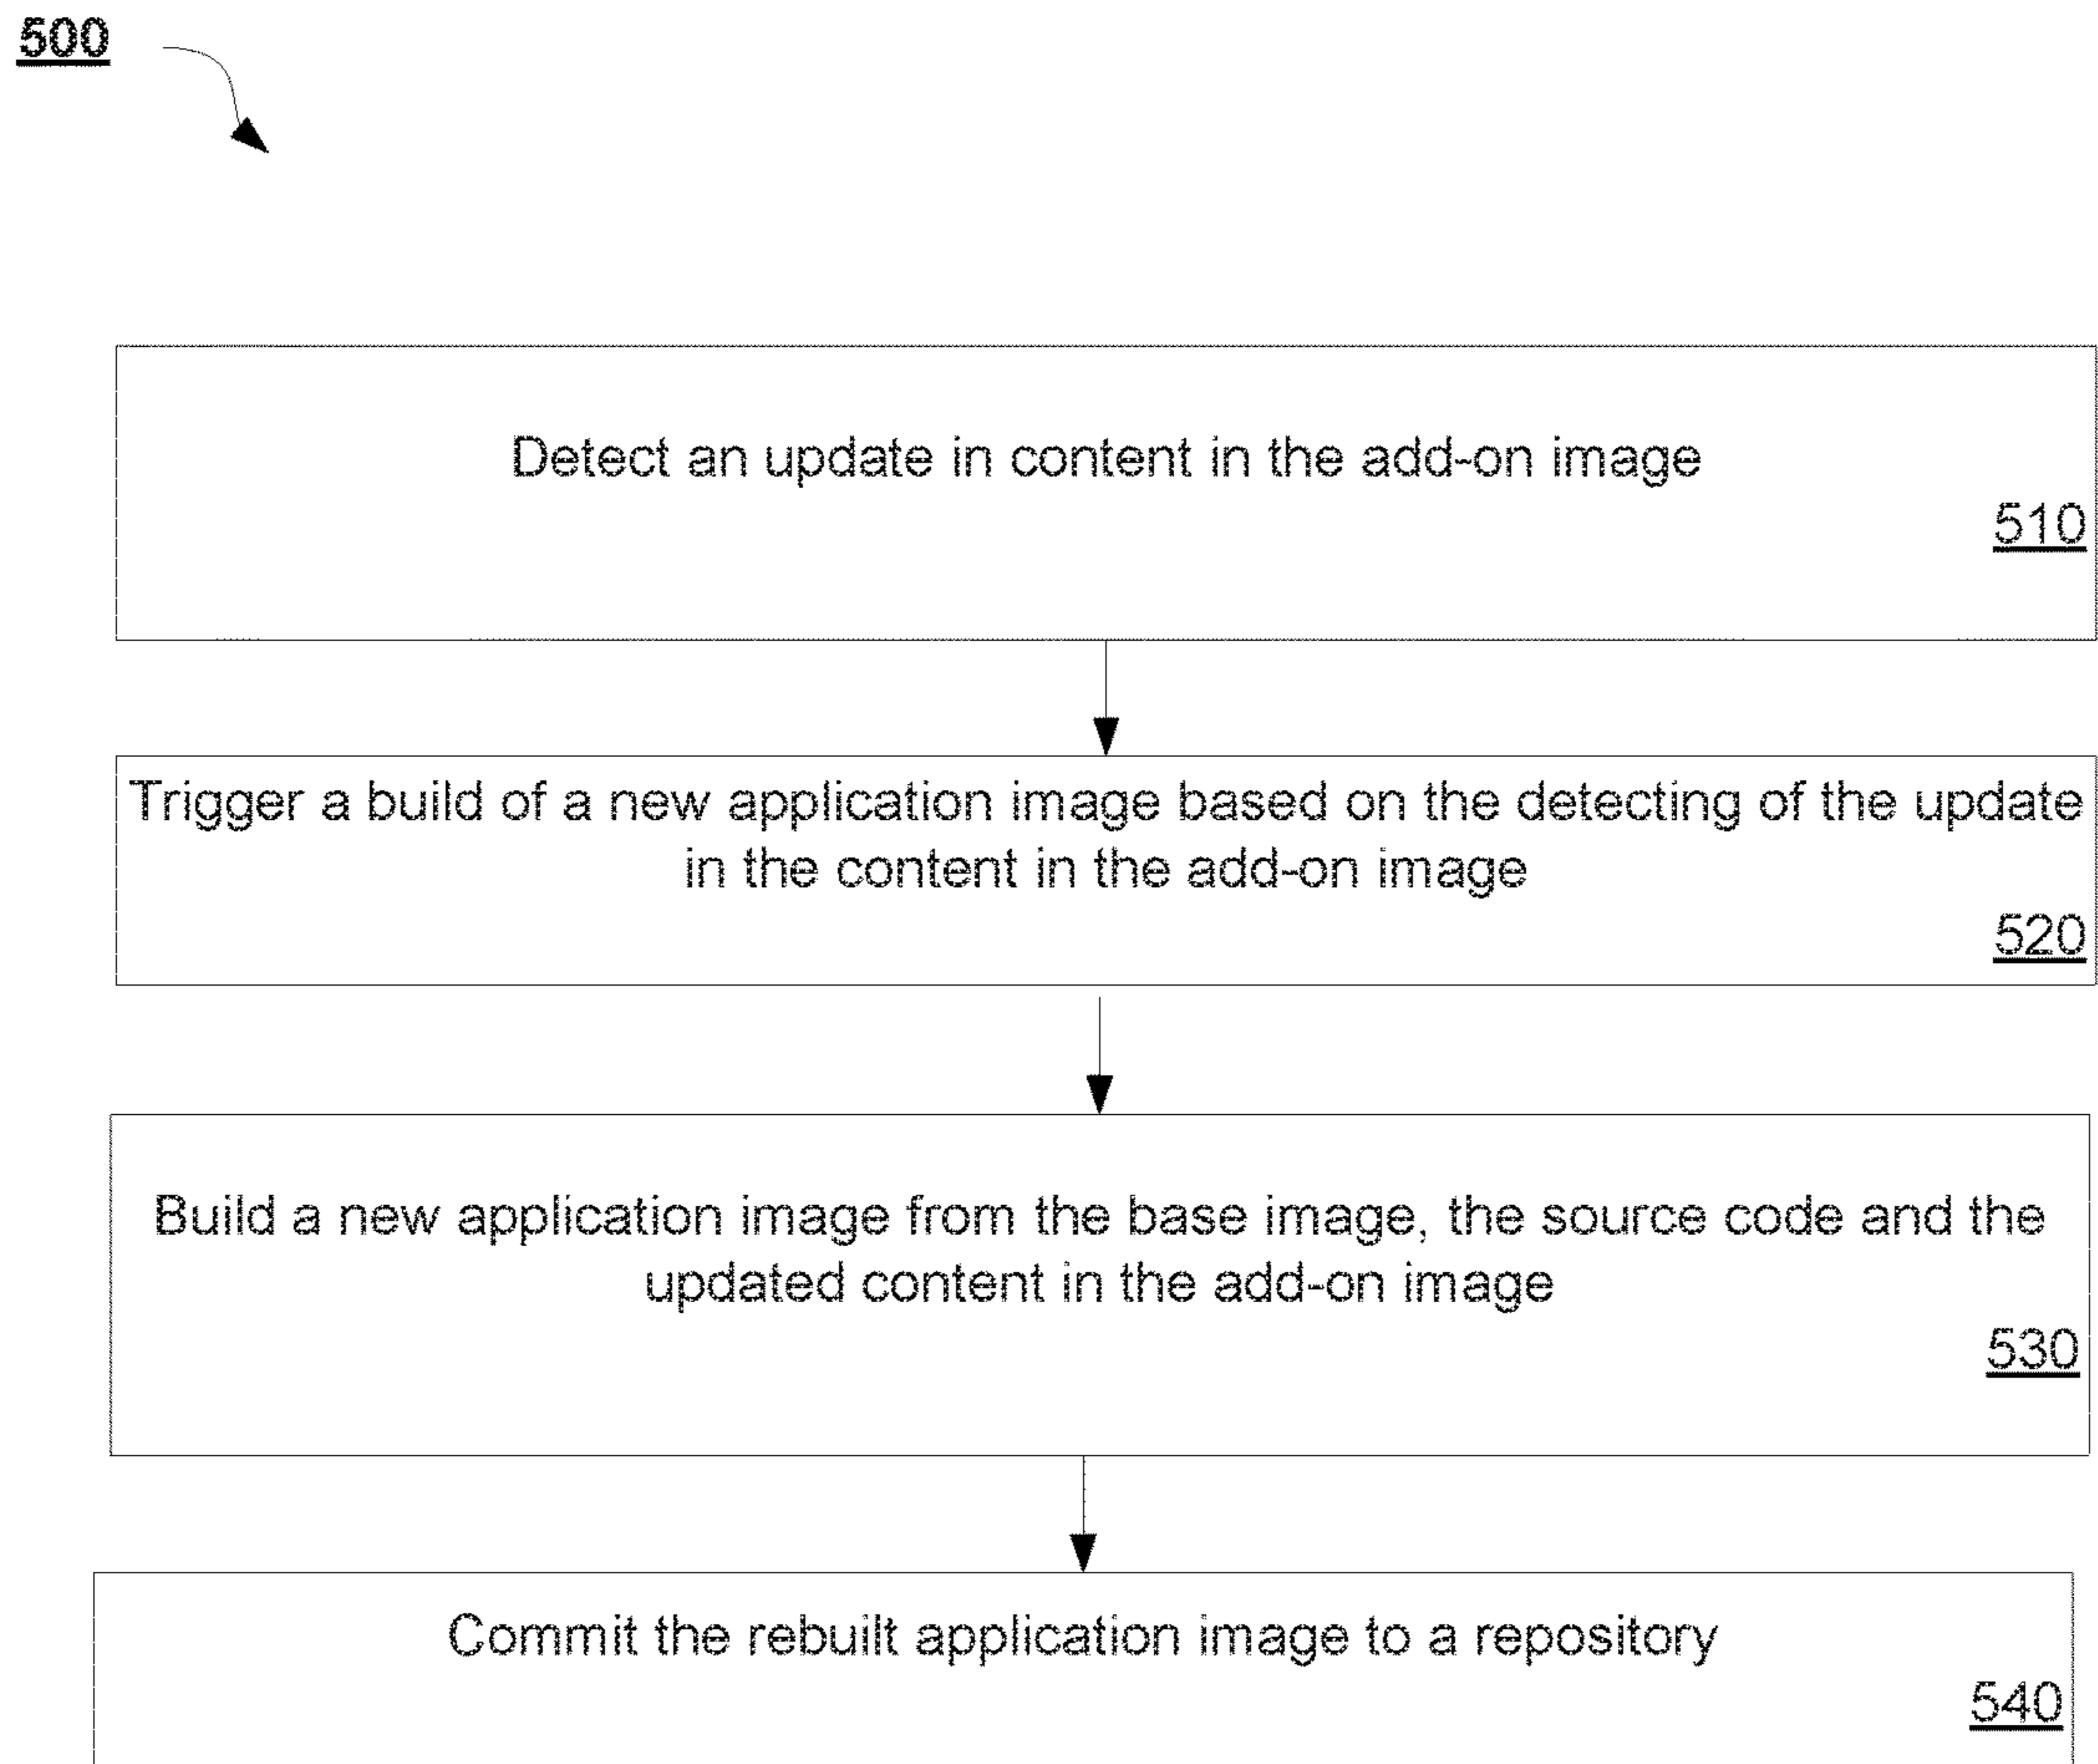 500
Detect an update in content in the add-on image
510
Trigger a build of a new application image based on the detecting of the update
in the content in the add-on image
520
Build a new application image from the base image, the source code and the
updated content in the add-on image
530
Commit the rebuilt application image to a repository
540